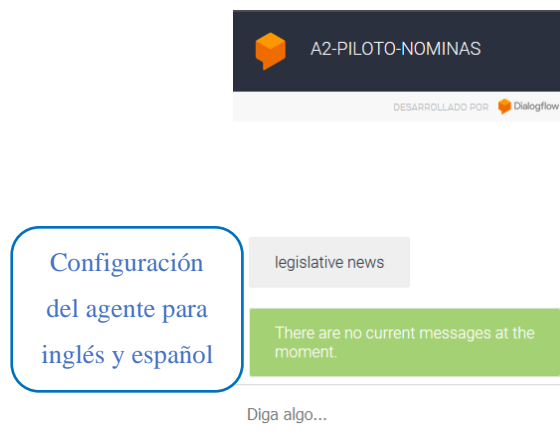 A2-PILOTO-NOMINAS
DESARROLLADO POR Dialogflow
Configuración
del agente para
inglés y español
legislative news
There are no current messages at the
moment.
Diga algo...